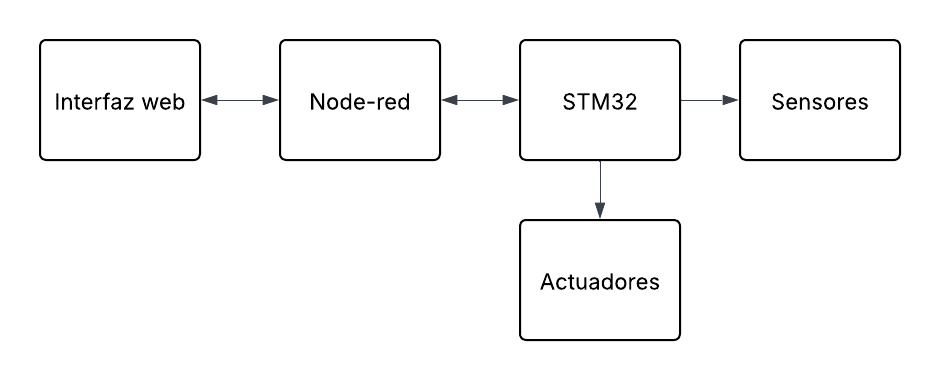 Interfaz web
Node-red
STM32
Sensores
Actuadores